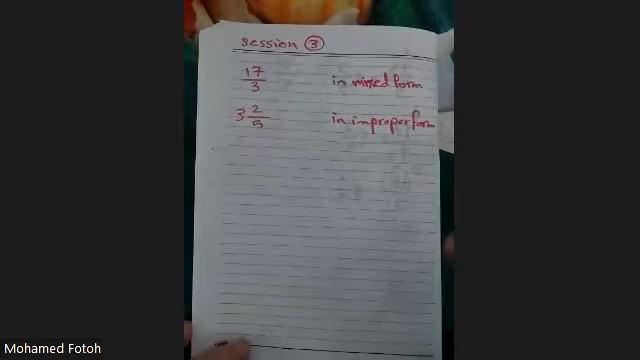 session ③
17/3 in mixed form
3 2/5 in improper form
Mohamed Fotoh